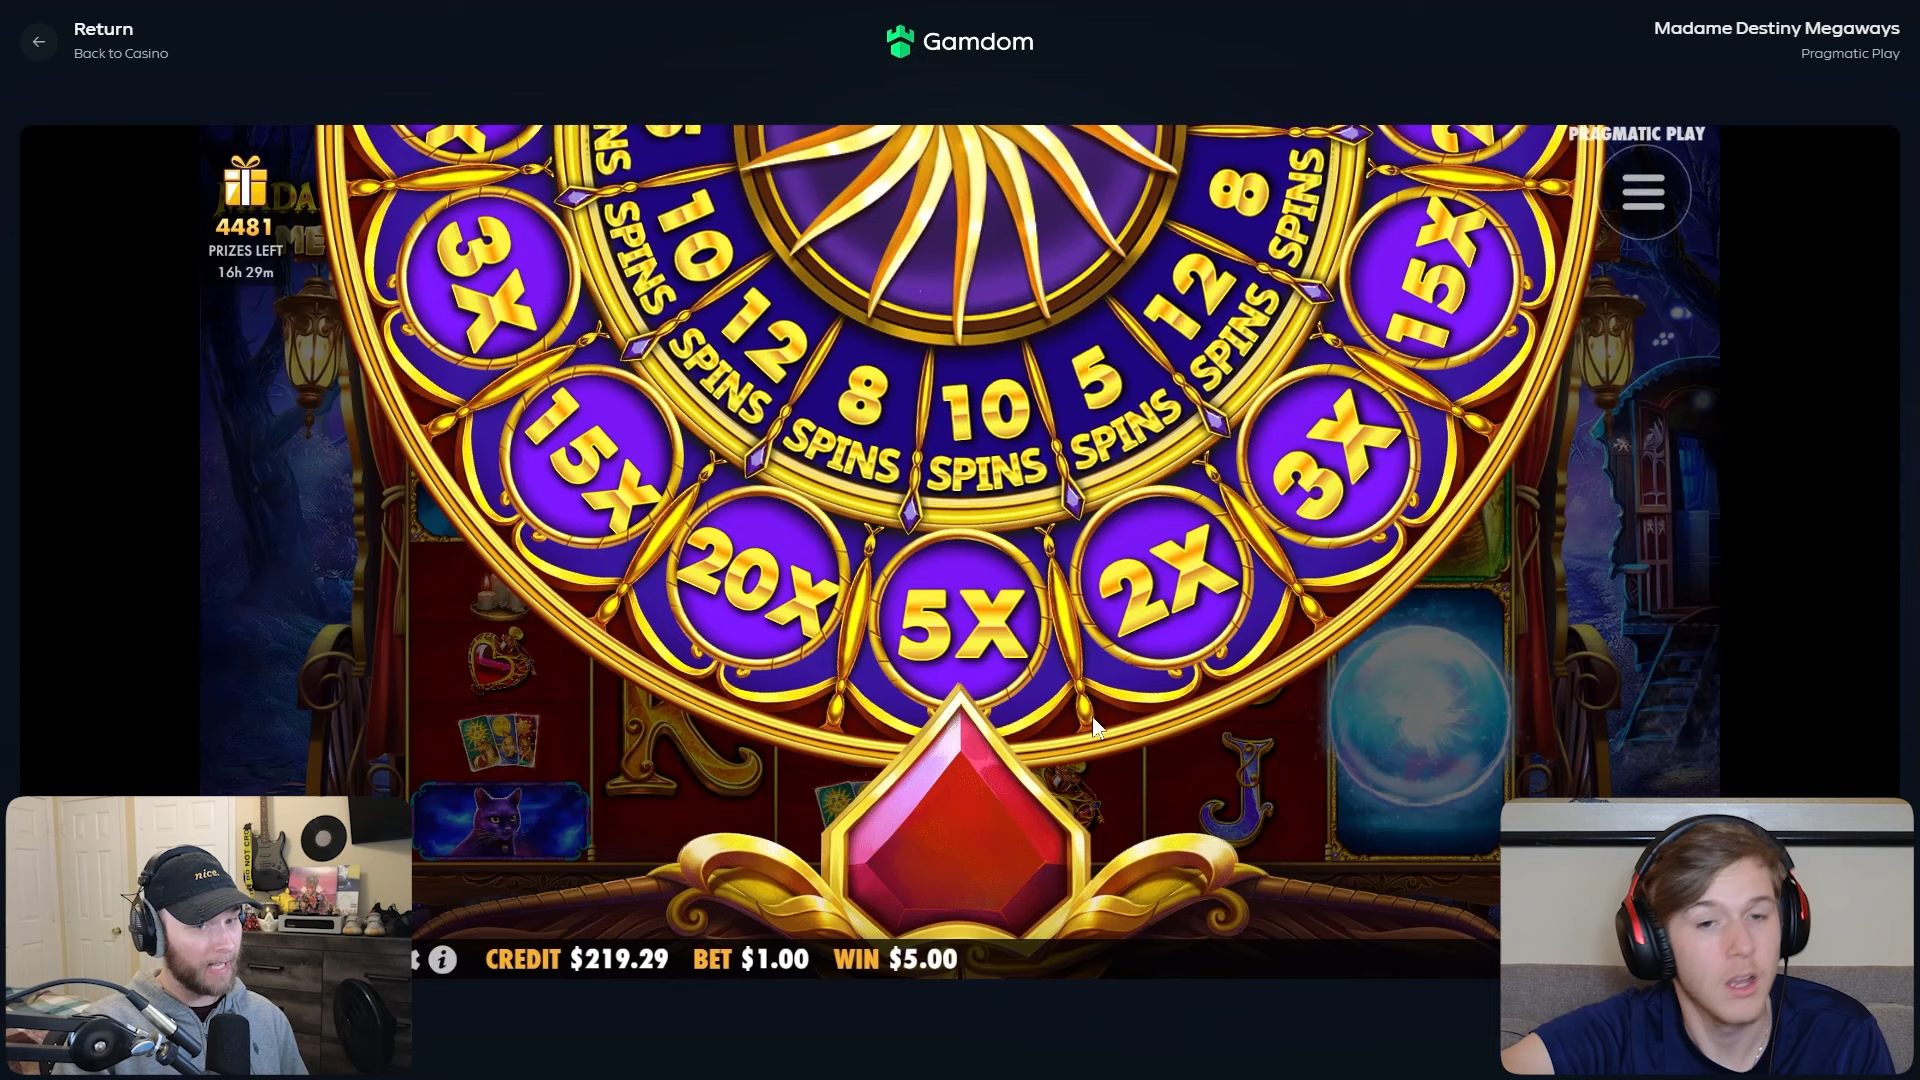 Return
Back to Casino
Gamdom
Madame Destiny Megaways
Pragmatic Play
PRAGMATIC PLAY
4481
PRIZES LEFT
16h 29m
10 SPINS
12 SPINS
8 SPINS
10 SPINS
5 SPINS
12 SPINS
8 SPINS
3X
15X
20X
5X
2X
3X
15X
K
J
nice.
CREDIT $219.29 BET $1.00 WIN $5.00